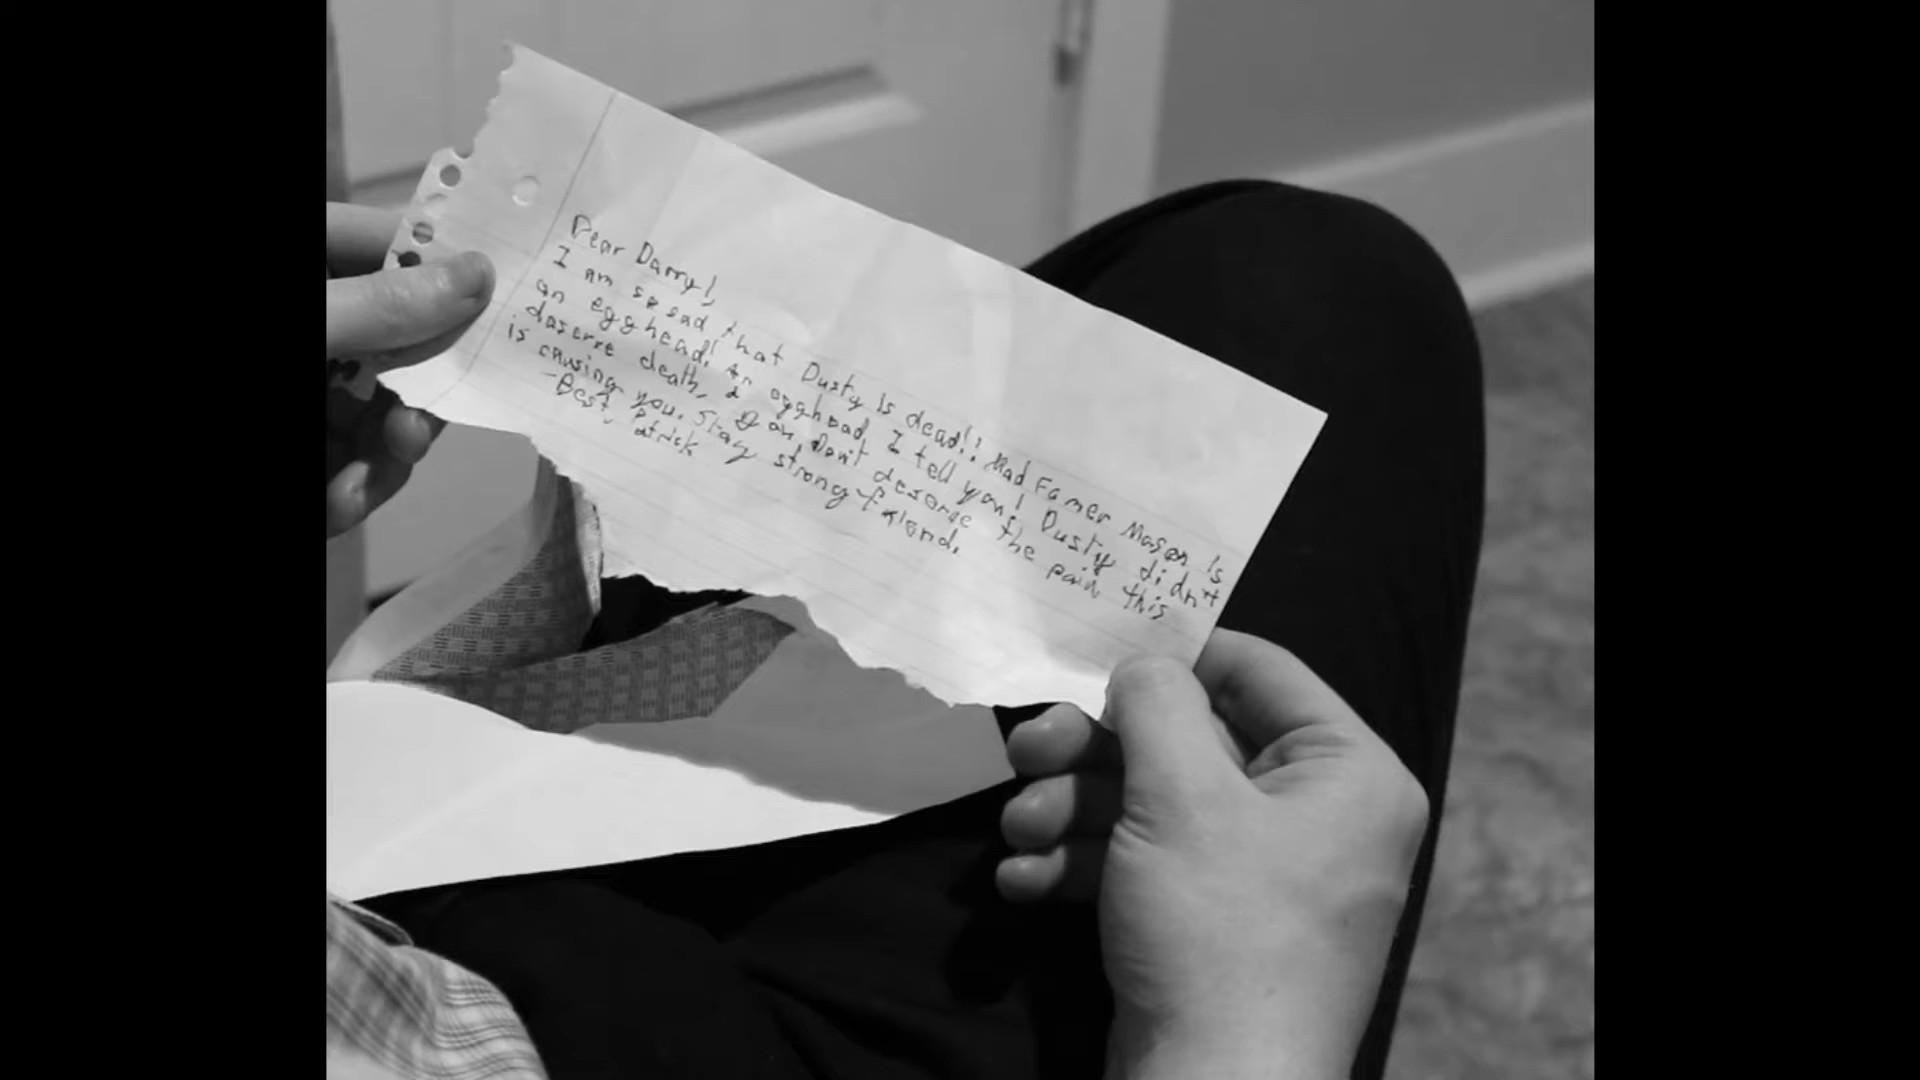 Dear Darryl,
I am so sad that Dusty is dead!! Mad Famer Mason is
an egghead! An egghead, I tell you! Dusty didn't
daserve death, & you Don't deserve the pain this
is causing you. Stay strong friend.
-Best, Patrick